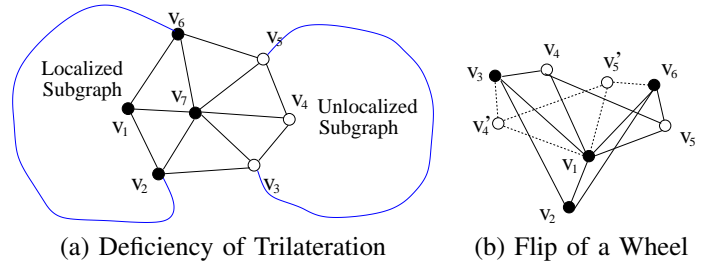 v6
v5
Localized
Subgraph
v7
v4
Unlocalized
Subgraph
v1
v2
v3
(a) Deficiency of Trilateration
v3
v4
v5'
v6
v4'
v1
v5
v2
(b) Flip of a Wheel